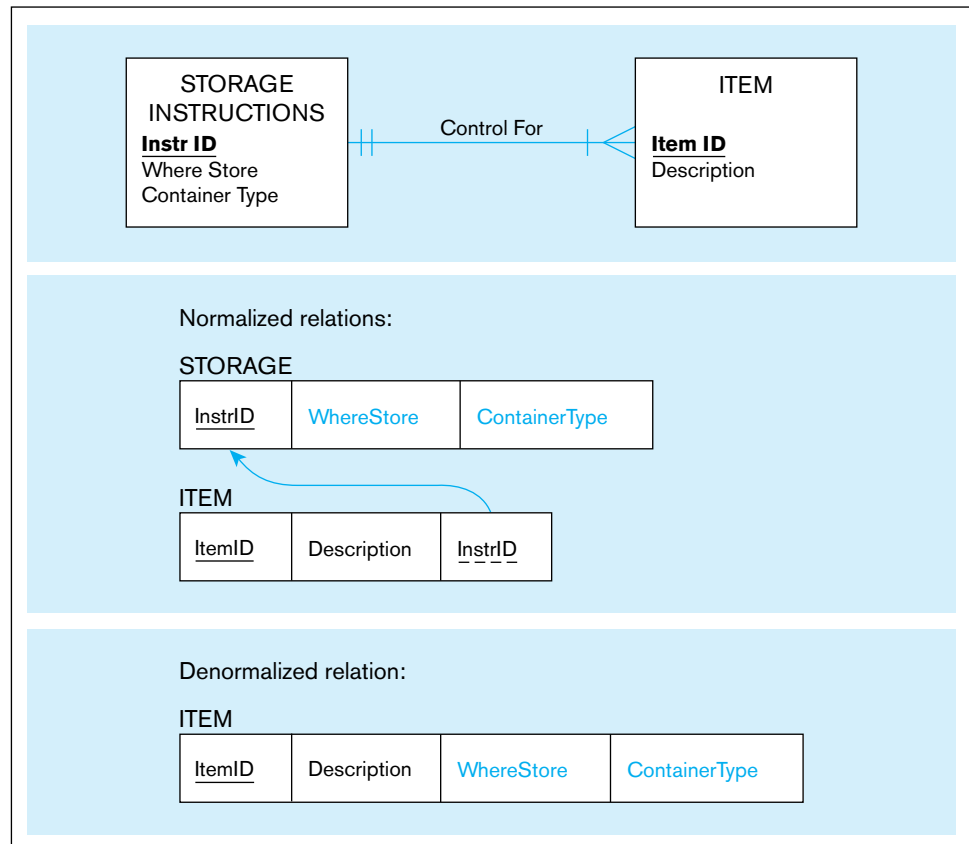 STORAGE
INSTRUCTIONS
Instr ID
Where Store
Container Type
Control For
ITEM
Item ID
Description
Normalized relations:
STORAGE
InstrID WhereStore ContainerType
ITEM
ItemID Description InstrID
Denormalized relation:
ITEM
ItemID Description WhereStore ContainerType